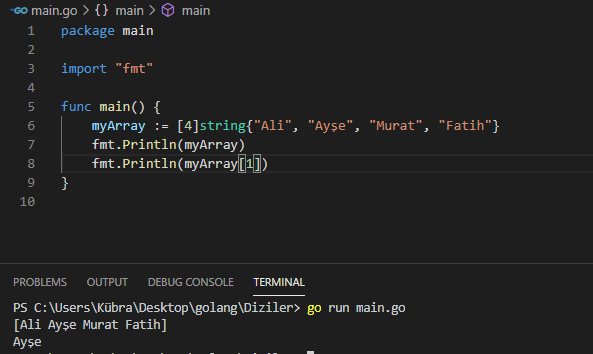 main.go > {} main > main
1 package main
2
3 import "fmt"
4
5 func main() {
6 myArray := [4]string{"Ali", "Ayşe", "Murat", "Fatih"}
7 fmt.Println(myArray)
8 fmt.Println(myArray[1])
9 }
10
PROBLEMS OUTPUT DEBUG CONSOLE TERMINAL
PS C:\Users\Kübra\Desktop\golang\Diziler> go run main.go
[Ali Ayşe Murat Fatih]
Ayşe